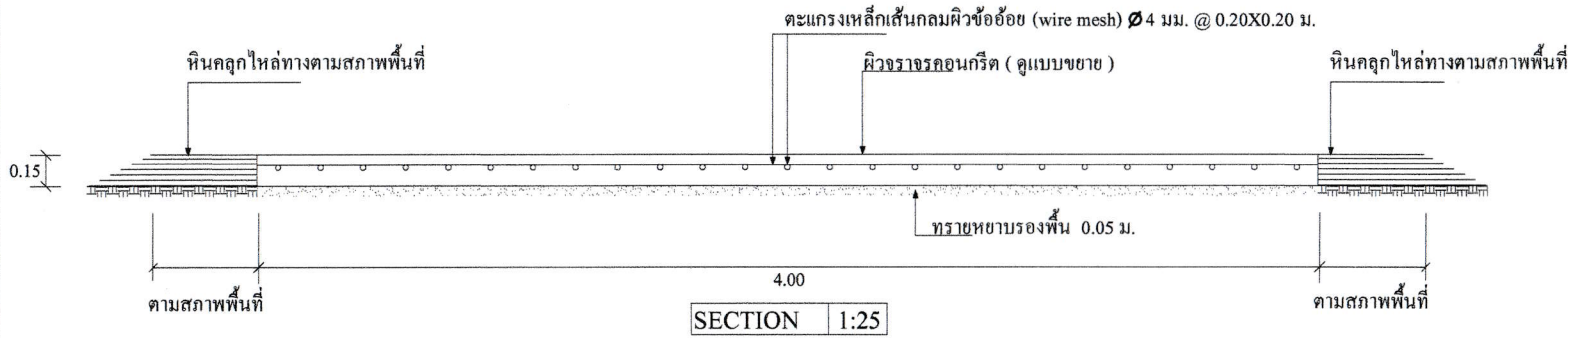 ตะแกรงเหล็กเส้นกลมผิวข้ออ้อย (wire mesh) Ø 4 มม. @ 0.20X0.20 ม.
หินคลุกไหล่ทางตามสภาพพื้นที่
ผิวจราจรคอนกรีต ( ดูแบบขยาย )
หินคลุกไหล่ทางตามสภาพพื้นที่
0.15
ทรายหยาบรองพื้น 0.05 ม.
4.00
ตามสภาพพื้นที่
ตามสภาพพื้นที่
SECTION 1:25